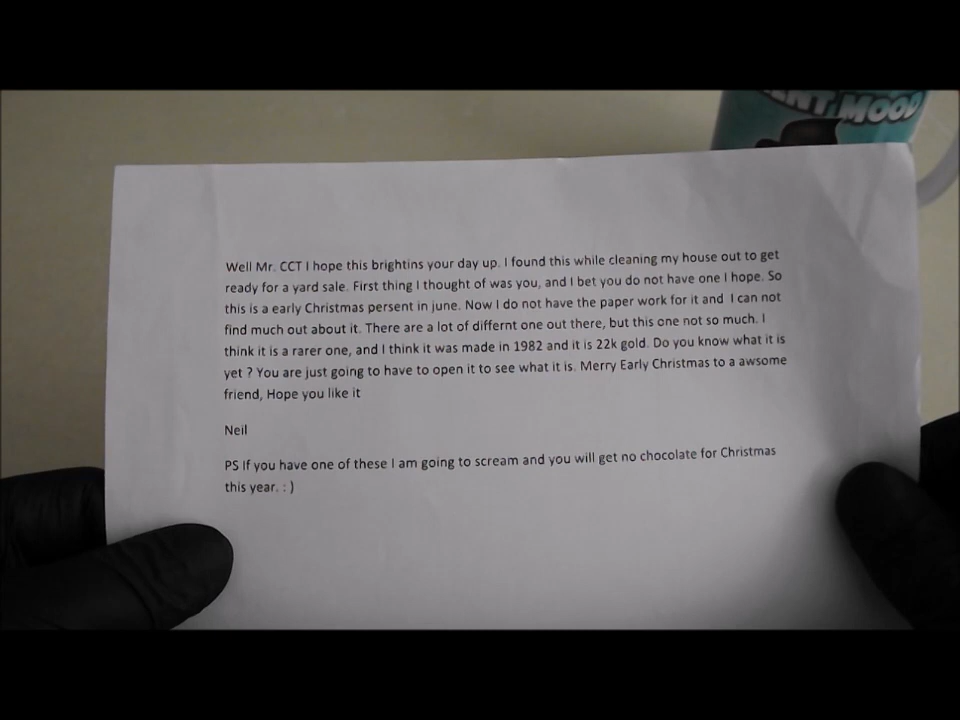 ENT MOOD
Well Mr. CCT I hope this brightins your day up. I found this while cleaning my house out to get
ready for a yard sale. First thing I thought of was you, and I bet you do not have one I hope. So
this is a early Christmas persent in june. Now I do not have the paper work for it and I can not
find much out about it. There are a lot of differnt one out there, but this one not so much. I
think it is a rarer one, and I think it was made in 1982 and it is 22k gold. Do you know what it is
yet ? You are just going to have to open it to see what it is. Merry Early Christmas to a awsome
friend, Hope you like it
Neil
PS If you have one of these I am going to scream and you will get no chocolate for Christmas
this year. : )